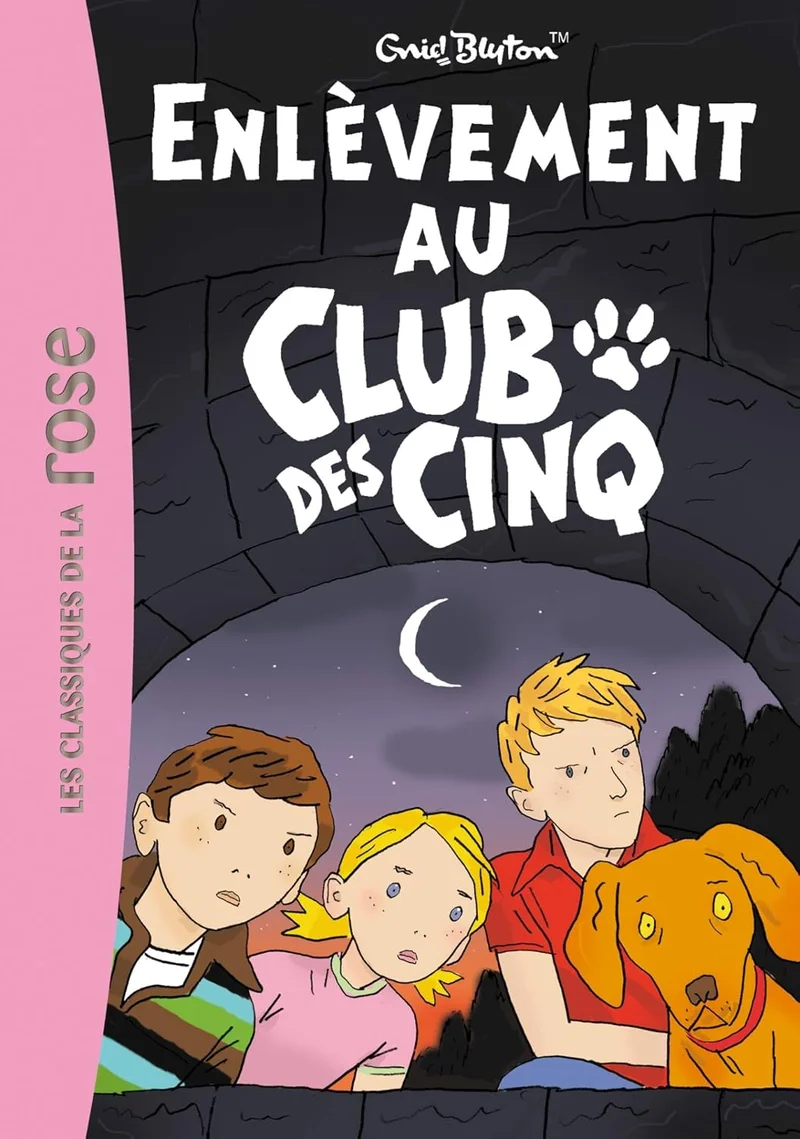 Enid Blyton™
ENLÈVEMENT
AU
CLUB
DES CINQ
LES CLASSIQUES DE LA rose